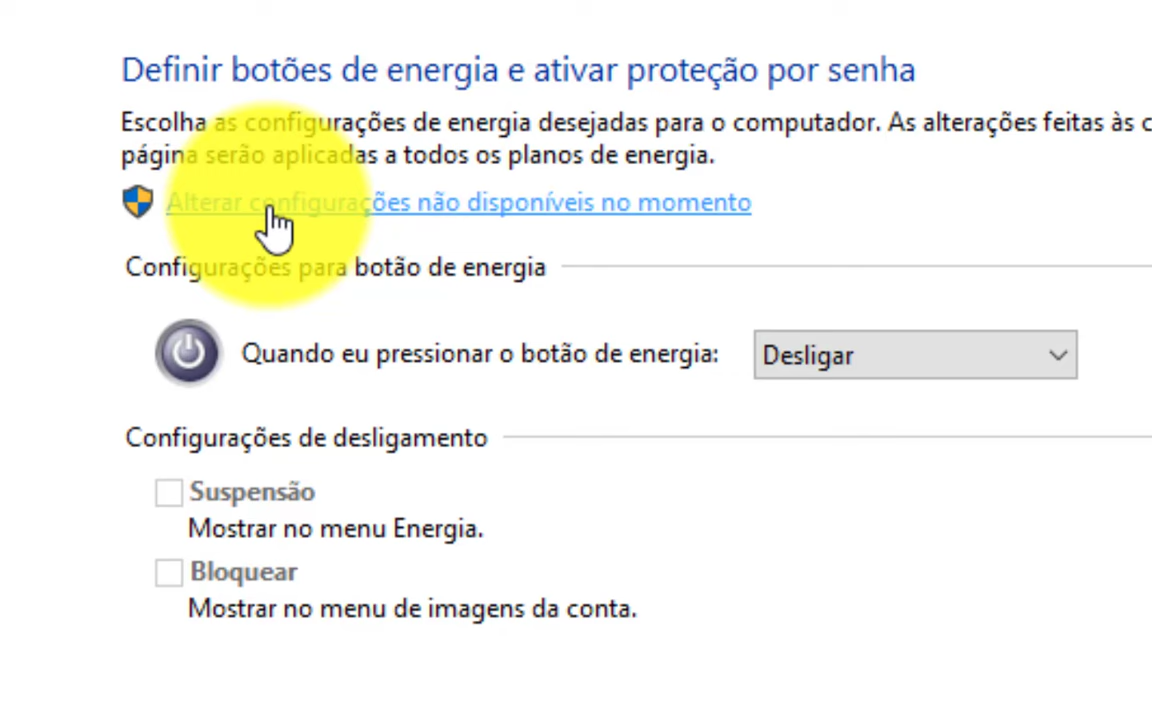 Definir botões de energia e ativar proteção por senha
Escolha as configurações de energia desejadas para o computador. As alterações feitas às
página serão aplicadas a todos os planos de energia.
Alterar configurações não disponíveis no momento
Configurações para botão de energia
Quando eu pressionar o botão de energia:
Desligar
Configurações de desligamento
Suspensão
Mostrar no menu Energia.
Bloquear
Mostrar no menu de imagens da conta.